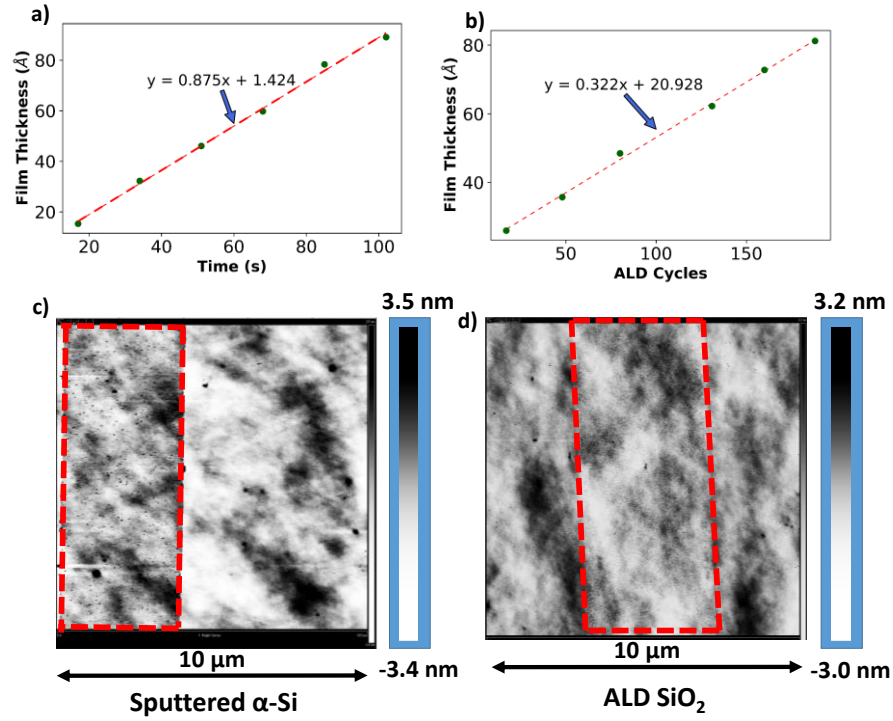 a)
y = 0.875x + 1.424
Film Thickness (Å)
80
60
40
20
20
40
60
80
100
Time (s)
b)
y = 0.322x + 20.928
Film Thickness (Å)
80
60
40
50
100
150
ALD Cycles
c)
3.5 nm
-3.4 nm
10 µm
Sputtered α-Si
d)
3.2 nm
-3.0 nm
10 µm
ALD SiO₂